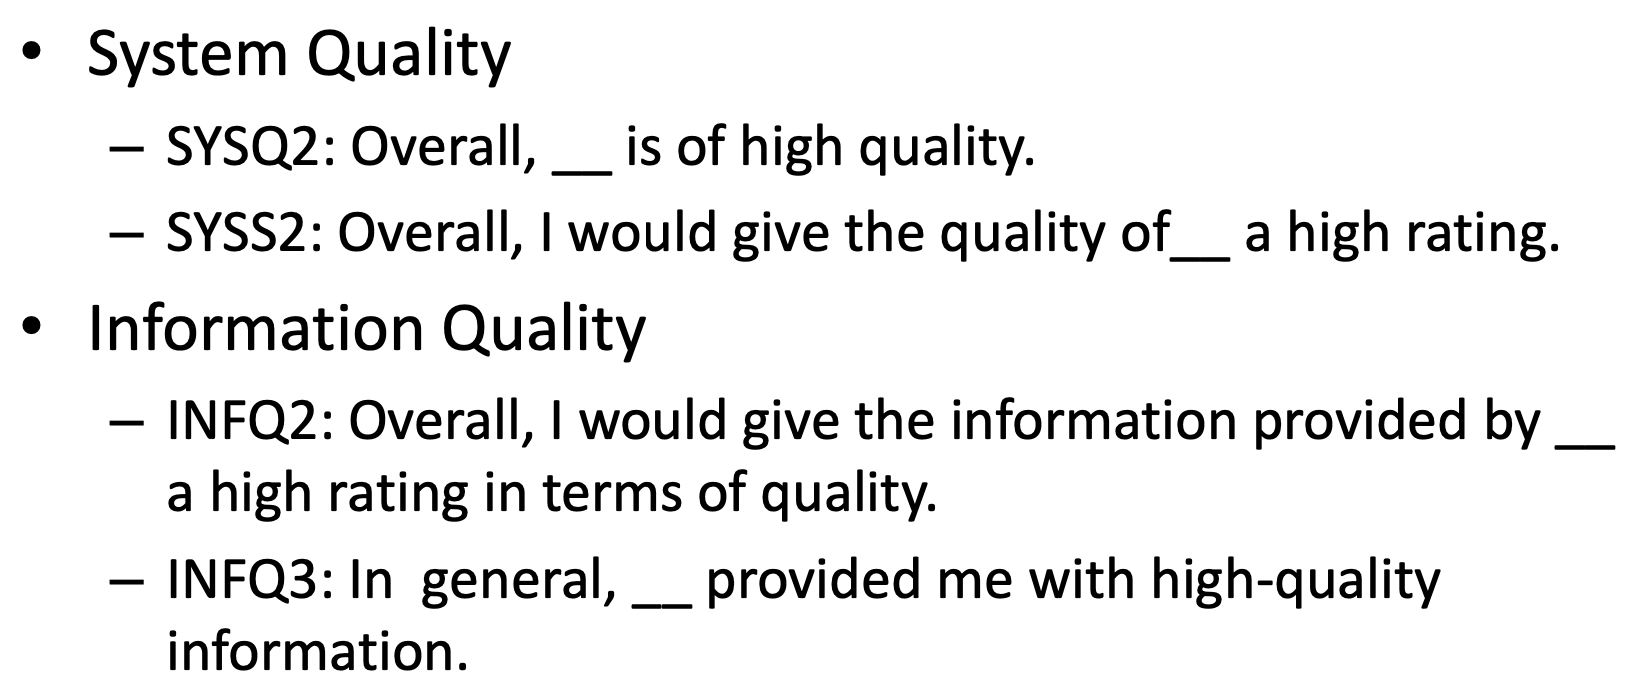 • System Quality
– SYSQ2: Overall, __ is of high quality.
– SYSS2: Overall, I would give the quality of__ a high rating.
• Information Quality
– INFQ2: Overall, I would give the information provided by __
a high rating in terms of quality.
– INFQ3: In  general, __ provided me with high-quality
information.